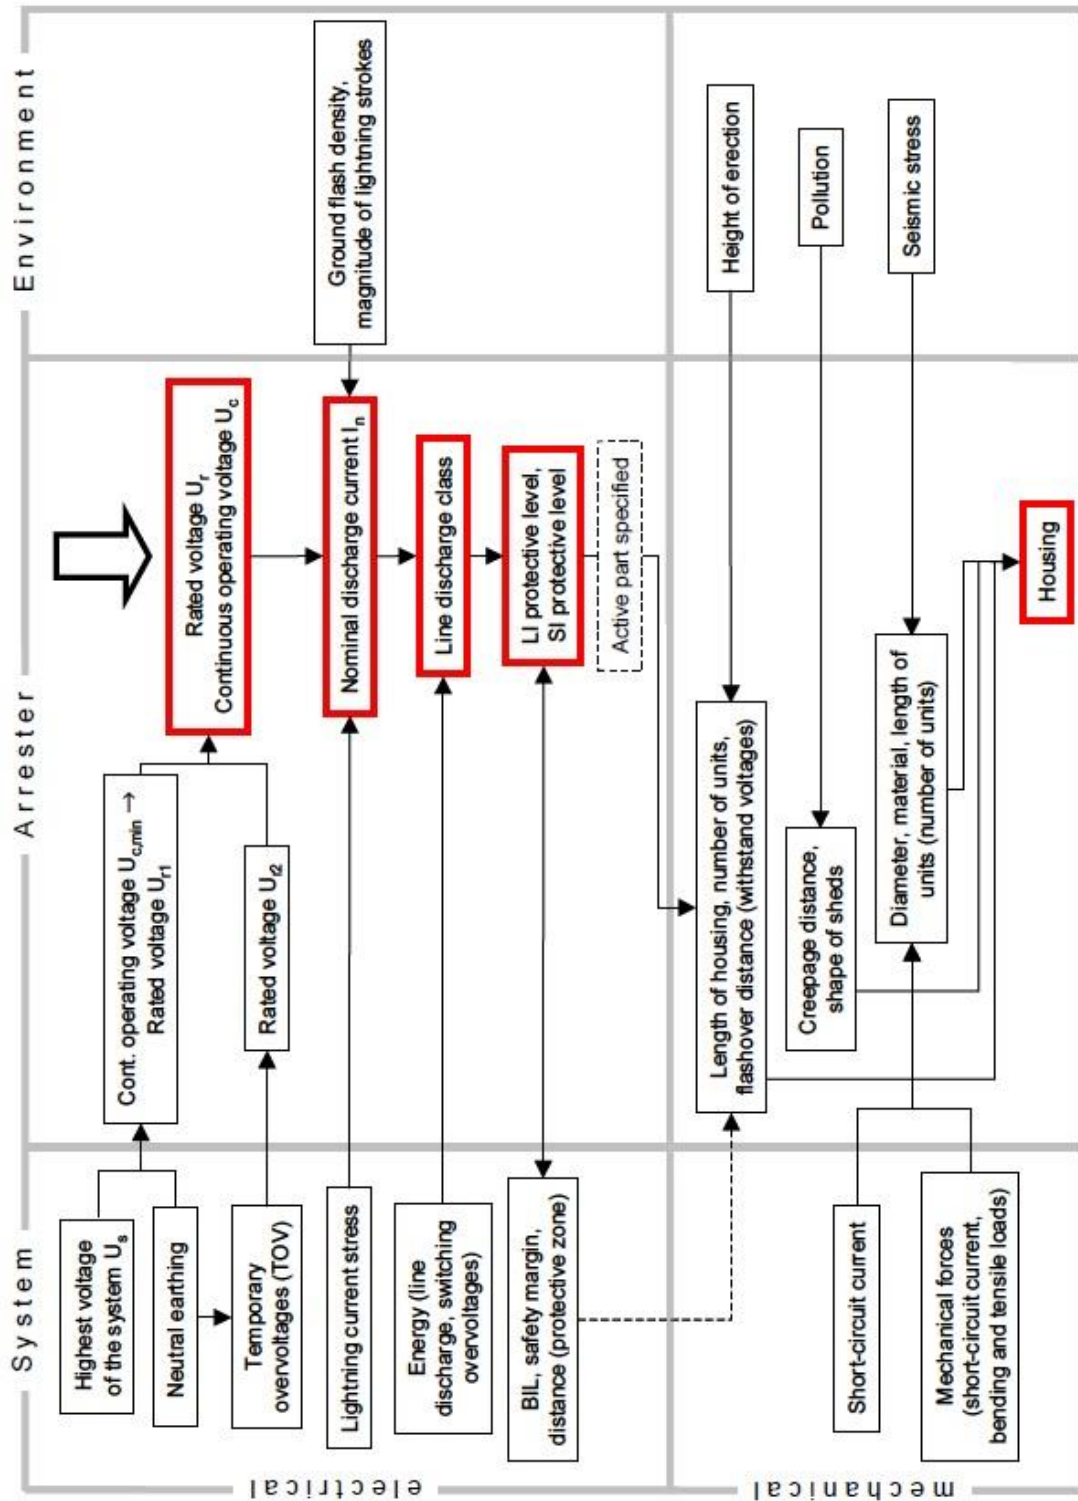 System
Arrester
Environment
electrical
mechanical
Highest voltage
of the system Us
Neutral earthing
Temporary
overvoltages (TOV)
Lightning current stress
Energy (line
discharge, switching
overvoltages)
BIL, safety margin,
distance (protective zone)
Short-circuit current
Mechanical forces
(short-circuit current,
bending and tensile loads)
Cont. operating voltage Uc,min →
Rated voltage Ur1
Rated voltage Ur2
Rated voltage Ur
Continuous operating voltage Uc
Nominal discharge current In
Line discharge class
LI protective level,
SI protective level
Active part specified
Length of housing, number of units,
flashover distance (withstand voltages)
Creepage distance,
shape of sheds
Diameter, material, length of
units (number of units)
Housing
Ground flash density,
magnitude of lightning strokes
Height of erection
Pollution
Seismic stress